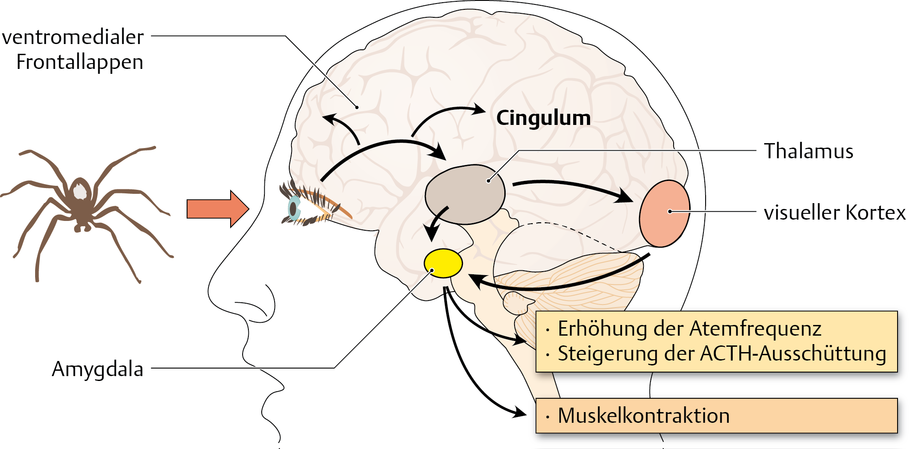 ventromedialer
Frontallappen
Cingulum
Thalamus
visueller Kortex
Amygdala
· Erhöhung der Atemfrequenz
· Steigerung der ACTH-Ausschüttung
· Muskelkontraktion